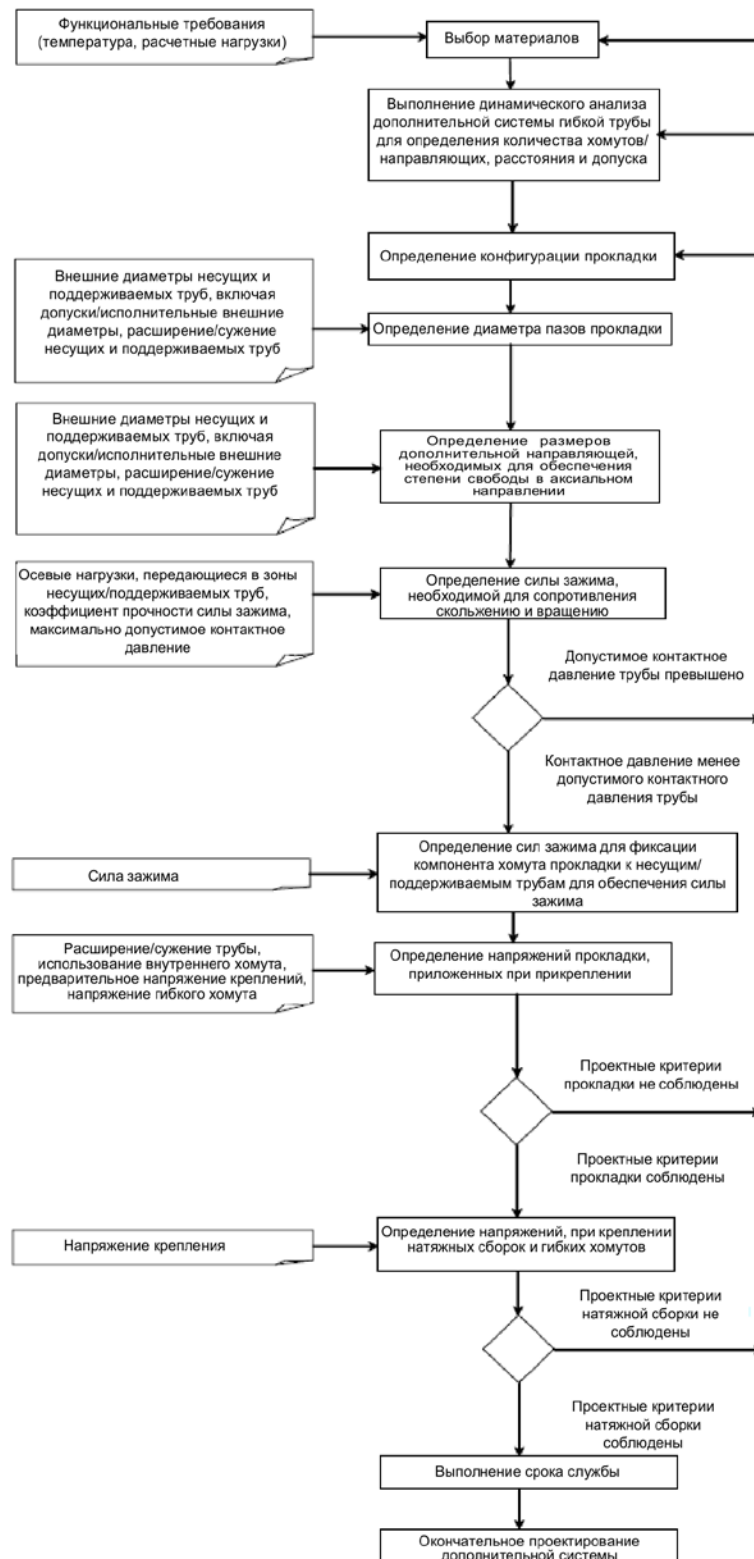 Функциональные требования
(температура, расчетные нагрузки)
Выбор материалов
Выполнение динамического анализа
дополнительной системы гибкой трубы
для определения количества хомутов/
направляющих, расстояния и допуска
Определение конфигурации прокладки
Внешние диаметры несущих и
поддерживаемых труб, включая
допуски/исполнительные внешние
диаметры, расширение/сужение
несущих и поддерживаемых труб
Определение диаметра пазов прокладки
Внешние диаметры несущих и
поддерживаемых труб, включая
допуски/исполнительные внешние
диаметры, расширение/сужение
несущих и поддерживаемых труб
Определение размеров
дополнительной направляющей,
необходимых для обеспечения
степени свободы в аксиальном
направлении
Осевые нагрузки, передающиеся в зоны
несущих/поддерживаемых труб,
коэффициент прочности силы зажима,
максимально допустимое контактное
давление
Определение силы зажима,
необходимой для сопротивления
скольжению и вращению
Допустимое контактное
давление трубы превышено
Контактное давление менее
допустимого контактного
давления трубы
Сила зажима
Определение сил зажима для фиксации
компонента хомута прокладки к несущим/
поддерживаемым трубам для обеспечения силы
зажима
Расширение/сужение трубы,
использование внутреннего хомута,
предварительное напряжение креплений,
напряжение гибкого хомута
Определение напряжений прокладки,
приложенных при прикреплении
Проектные критерии
прокладки не соблюдены
Проектные критерии
прокладки соблюдены
Напряжение крепления
Определение напряжений, при креплении
натяжных сборок и гибких хомутов
Проектные критерии
натяжной сборки не
соблюдены
Проектные критерии
натяжной сборки
соблюдены
Выполнение срока службы
Окончательное проектирование
дополнительной системы